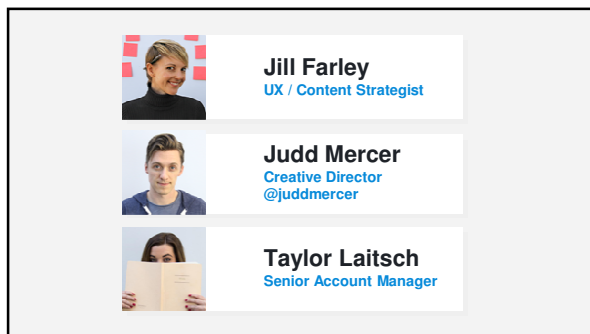 Jill Farley
UX / Content Strategist
Judd Mercer
Creative Director
@juddmercer
Taylor Laitsch
Senior Account Manager